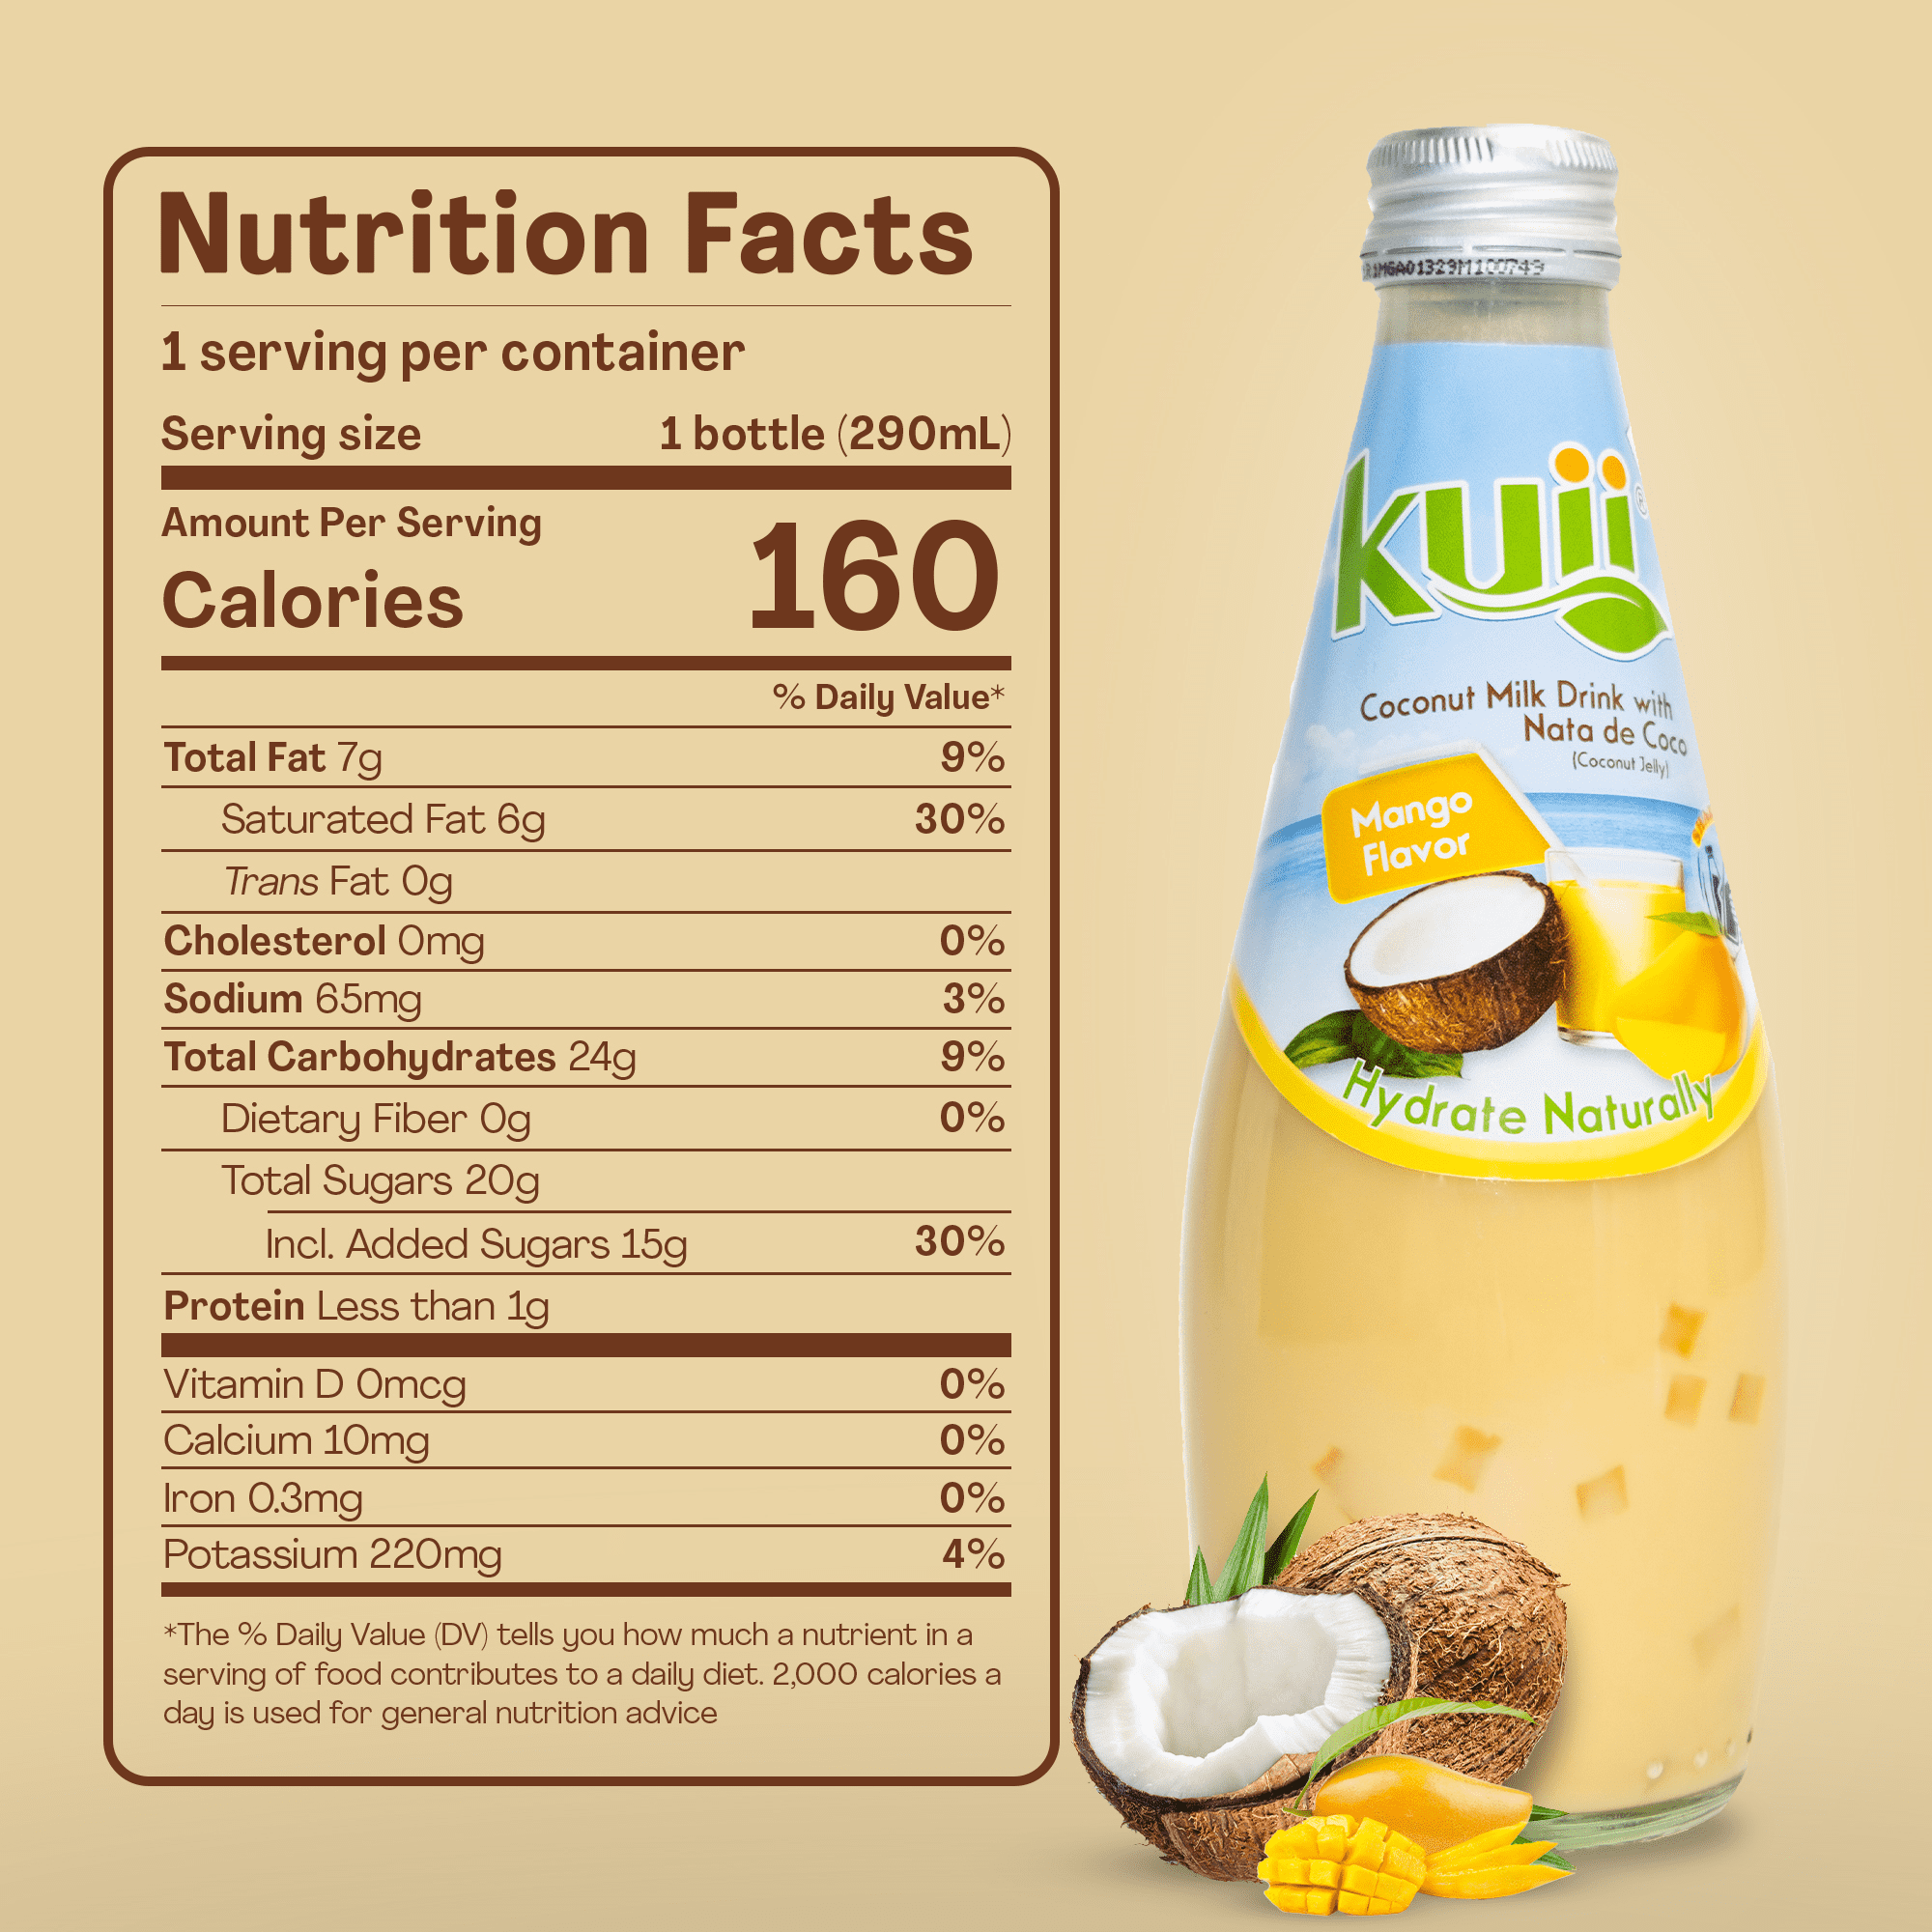 Nutrition Facts
1 serving per container
Serving size 1 bottle (290mL)
Amount Per Serving
Calories 160
% Daily Value*
Total Fat 7g 9%
Saturated Fat 6g 30%
Trans Fat 0g
Cholesterol 0mg 0%
Sodium 65mg 3%
Total Carbohydrates 24g 9%
Dietary Fiber 0g 0%
Total Sugars 20g
Incl. Added Sugars 15g 30%
Protein Less than 1g
Vitamin D 0mcg 0%
Calcium 10mg 0%
Iron 0.3mg 0%
Potassium 220mg 4%
*The % Daily Value (DV) tells you how much a nutrient in a
serving of food contributes to a daily diet. 2,000 calories a
day is used for general nutrition advice
kuii®
Coconut Milk Drink with
Nata de Coco
(Coconut Jelly)
Mango
Flavor
Hydrate Naturally